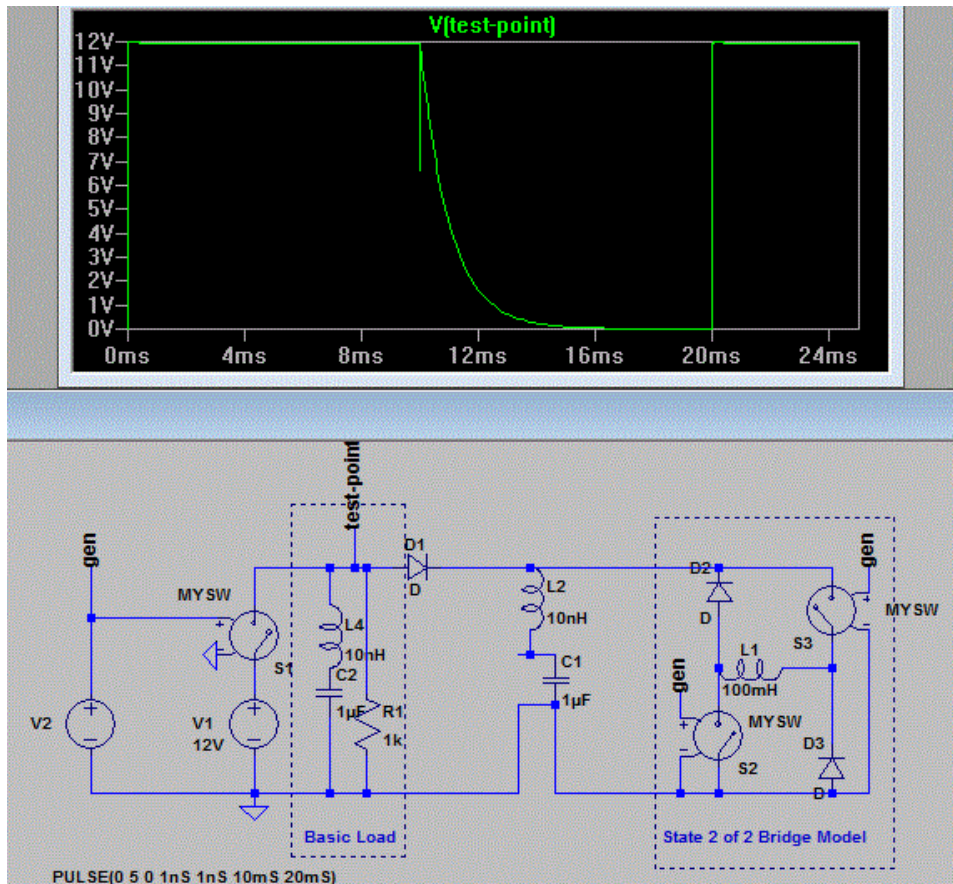 V(test-point)
12V
11V
10V
9V
8V
7V
6V
5V
4V
3V
2V
1V
0V
0ms 4ms 8ms 12ms 16ms 20ms 24ms
test-point
gen
MYSW
S1
V2
V1
12V
L4
10nH
C2
1µF
R1
1k
Basic Load
D1
D
L2
10nH
C1
1µF
D2
D
gen
MYSW
S3
L1
100mH
gen
MYSW
S2
D3
D
State 2 of 2 Bridge Model
PULSE(0 5 0 1nS 1nS 10mS 20mS)